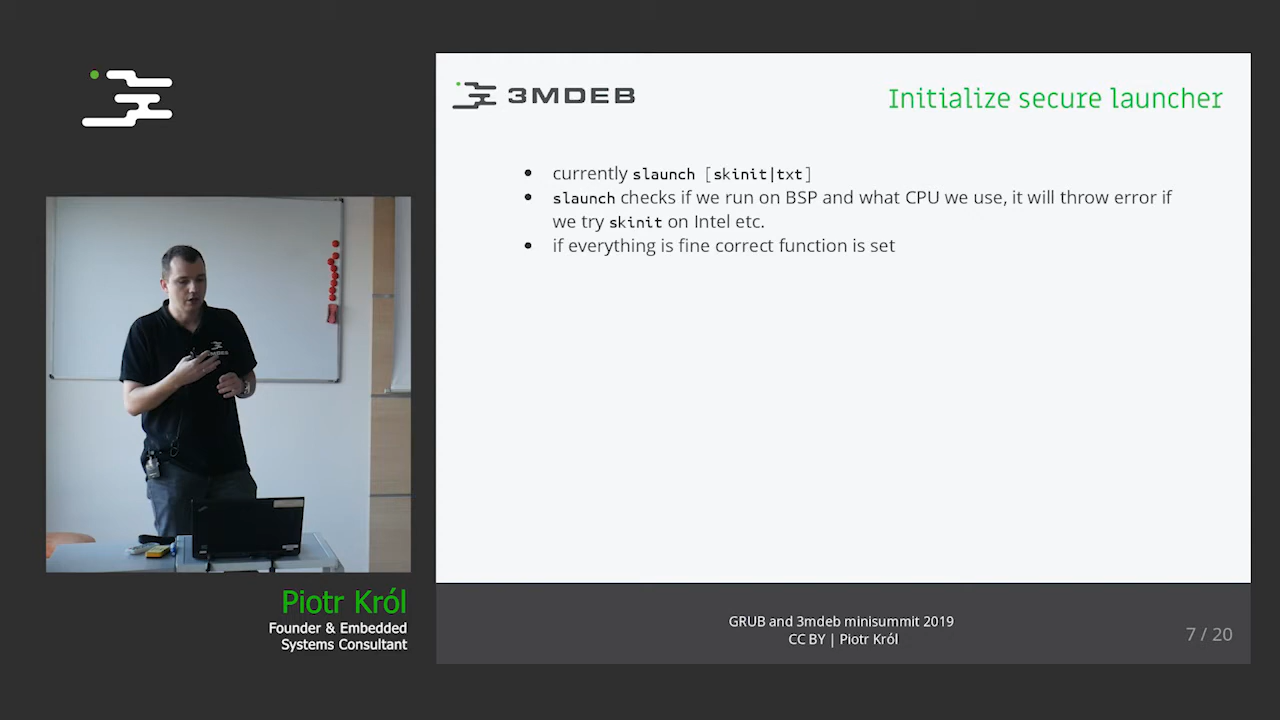 3MDEB
Initialize secure launcher
currently slaunch [skinit|txt]
slaunch checks if we run on BSP and what CPU we use, it will throw error if
we try skinit on Intel etc.
if everything is fine correct function is set
Piotr Król
Founder & Embedded
Systems Consultant
GRUB and 3mdeb minisummit 2019
CC BY | Piotr Król
7 / 20